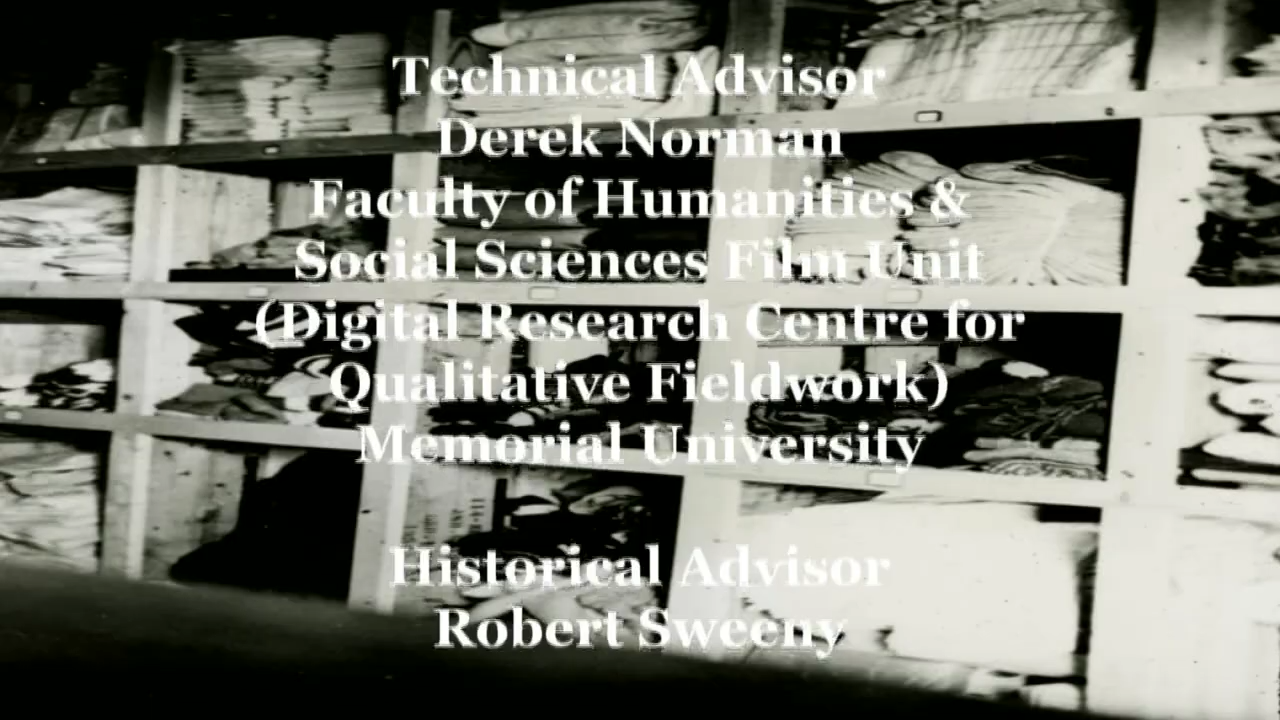 Technical Advisor
Derek Norman
Faculty of Humanities &
Social Sciences Film Unit
(Digital Research Centre for
Qualitative Fieldwork)
Memorial University
Historical Advisor
Robert Sweeny